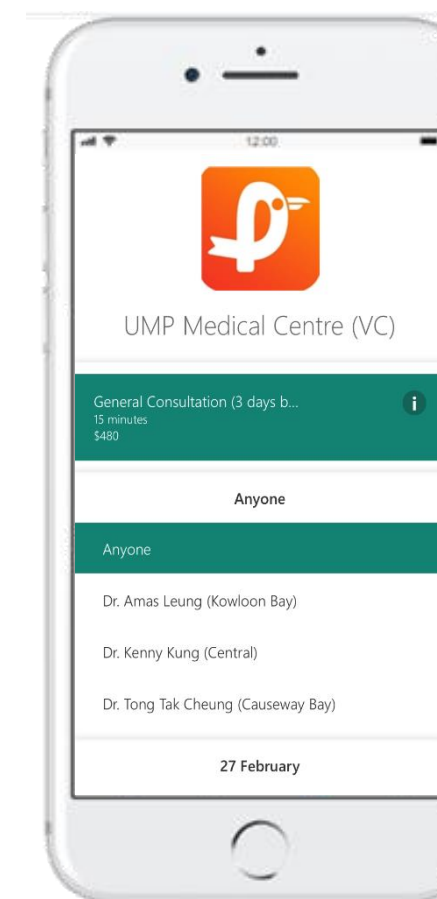 12:00
UMP Medical Centre (VC)
General Consultation (3 days b...
i
15 minutes
$480
Anyone
Anyone
Dr. Amas Leung (Kowloon Bay)
Dr. Kenny Kung (Central)
Dr. Tong Tak Cheung (Causeway Bay)
27 February